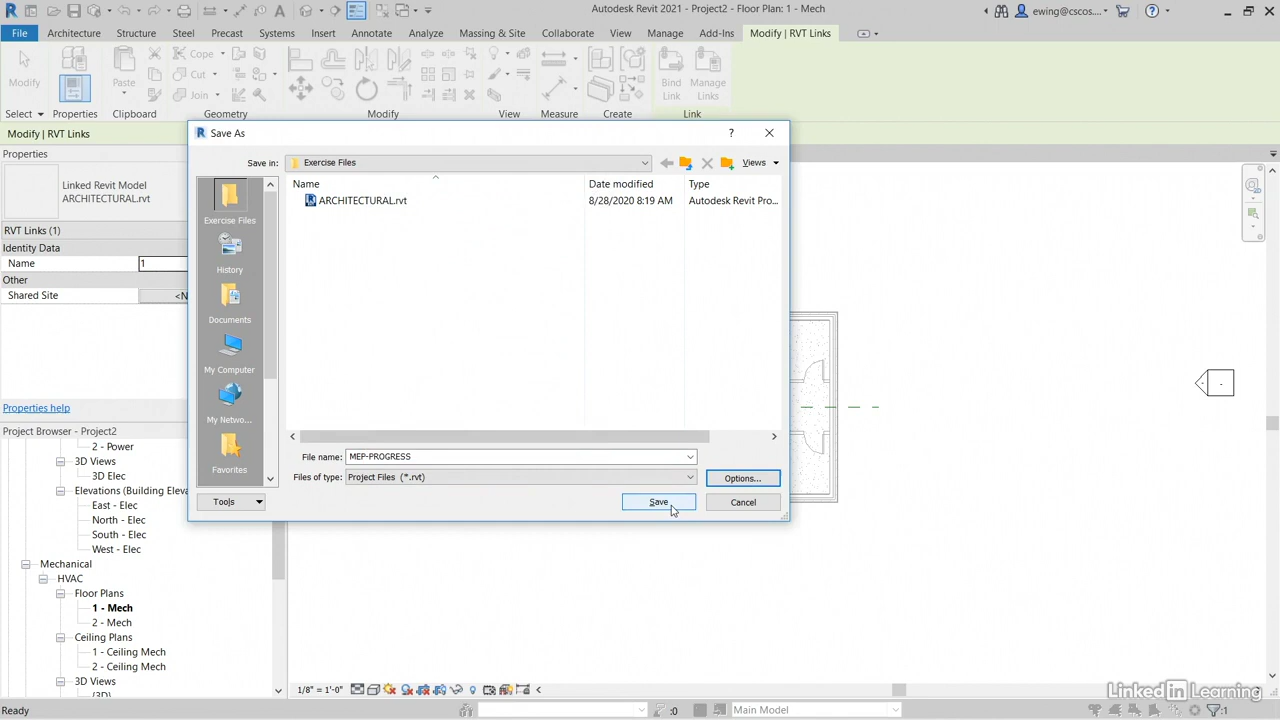 Autodesk Revit 2021 - Project2 - Floor Plan: 1 - Mech
ewing@cscos....
File
Architecture
Structure
Steel
Precast
Systems
Insert
Annotate
Analyze
Massing & Site
Collaborate
View
Manage
Add-Ins
Modify | RVT Links
Modify
Paste
Cope
Cut
Join
Bind
Link
Manage
Links
Select
Properties
Clipboard
Geometry
Modify
View
Measure
Create
Link
Modify | RVT Links
Properties
Linked Revit Model
ARCHITECTURAL.rvt
RVT Links (1)
Identity Data
Name
1
Other
Shared Site
<N
Properties help
Project Browser - Project2
2 - Power
3D Views
3D Elec
Elevations (Building Eleva
East - Elec
North - Elec
South - Elec
West - Elec
Mechanical
HVAC
Floor Plans
1 - Mech
2 - Mech
Ceiling Plans
1 - Ceiling Mech
2 - Ceiling Mech
3D Views
{3D}
R Save As
?
Save in:
Exercise Files
Views
Name
Date modified
Type
ARCHITECTURAL.rvt
8/28/2020 8:19 AM
Autodesk Revit Pro...
Exercise Files
History
Documents
My Computer
My Netwo...
Favorites
File name:
MEP-PROGRESS
Files of type:
Project Files (*.rvt)
Options...
Tools
Save
Cancel
1/8" = 1'-0"
Ready
:0
Main Model
:1
Linked in Learning